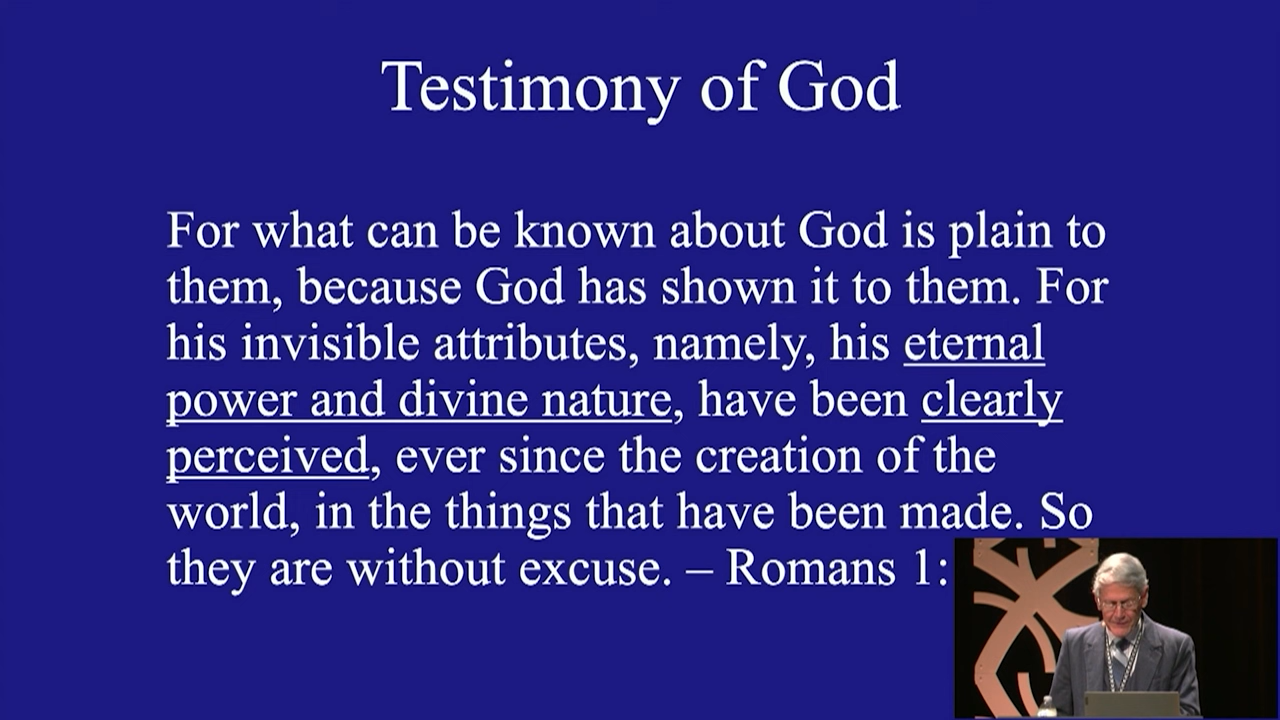 Testimony of God
For what can be known about God is plain to
them, because God has shown it to them. For
his invisible attributes, namely, his eternal
power and divine nature, have been clearly
perceived, ever since the creation of the
world, in the things that have been made. So
they are without excuse. – Romans 1: